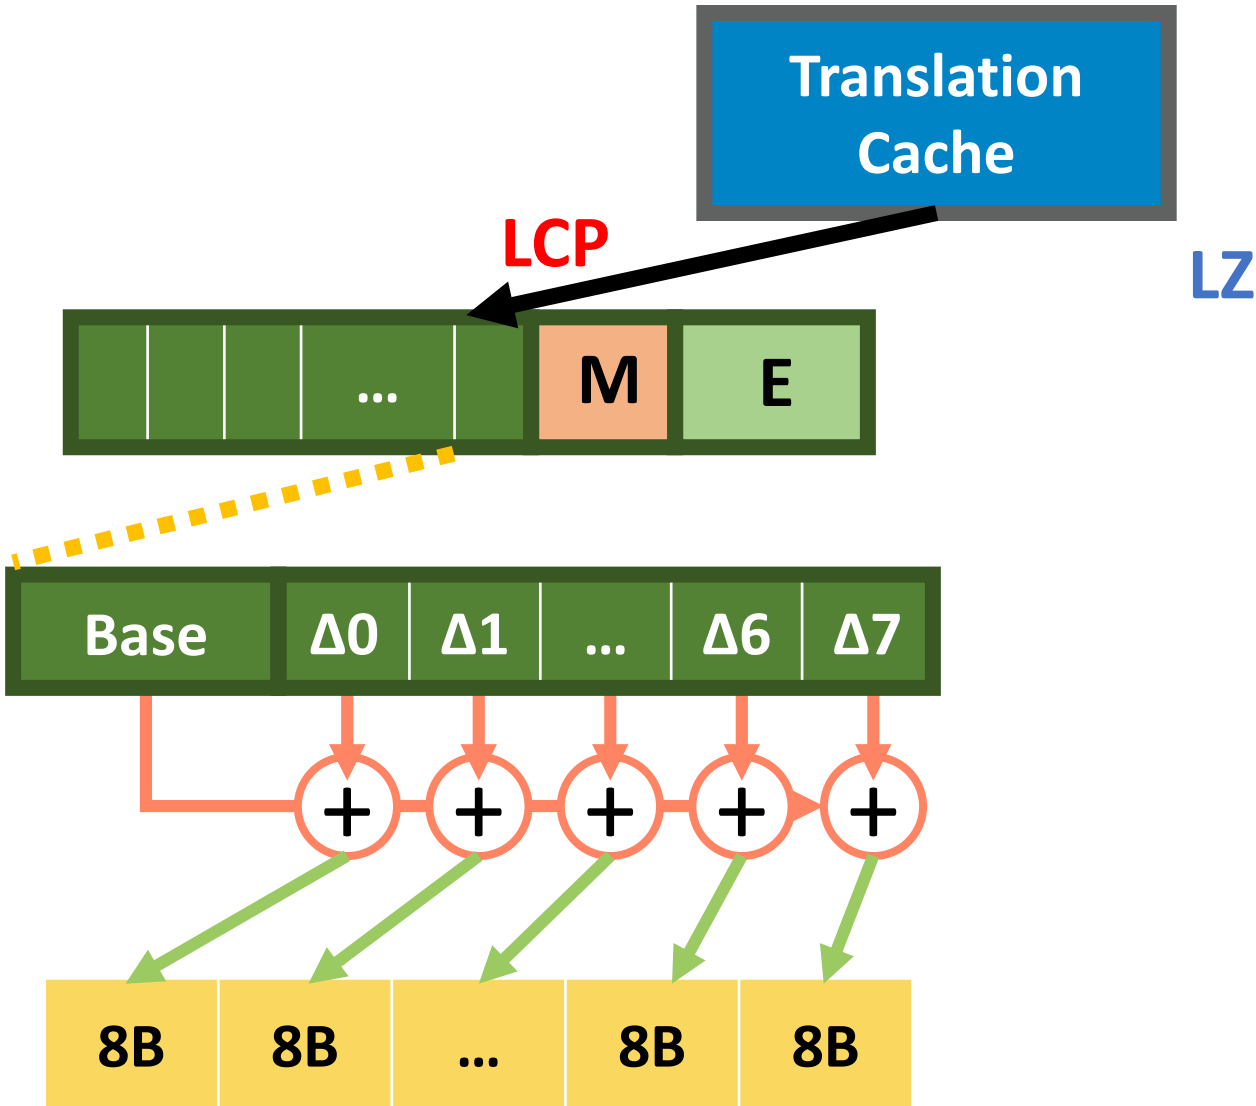 Translation
Cache
LCP
LZ
... M E
Base Δ0 Δ1 ... Δ6 Δ7
+ + + + +
8B 8B ... 8B 8B